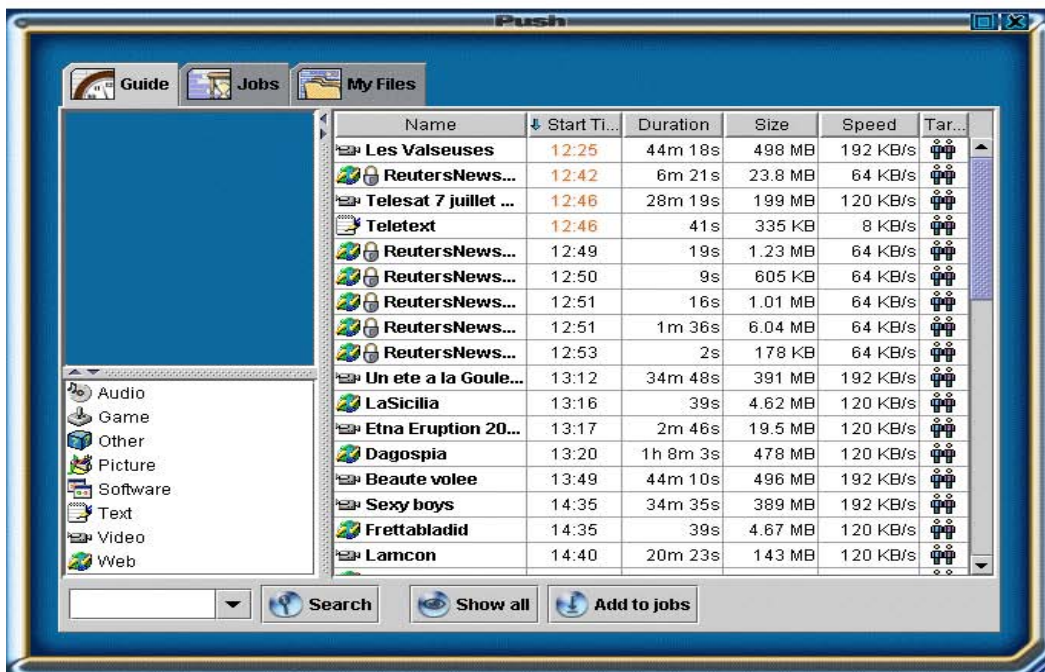 Push
Guide Jobs My Files
Name Start Ti... Duration Size Speed Tar...
Les Valseuses 12:25 44m 18s 498 MB 192 KB/s
ReutersNews... 12:42 6m 21s 23.8 MB 64 KB/s
Telesat 7 juillet ... 12:46 28m 19s 199 MB 120 KB/s
Teletext 12:46 41s 335 KB 8 KB/s
ReutersNews... 12:49 19s 1.23 MB 64 KB/s
ReutersNews... 12:50 9s 605 KB 64 KB/s
ReutersNews... 12:51 16s 1.01 MB 64 KB/s
ReutersNews... 12:51 1m 36s 6.04 MB 64 KB/s
ReutersNews... 12:53 2s 178 KB 64 KB/s
Un ete a la Goule... 13:12 34m 48s 391 MB 192 KB/s
LaSicilia 13:16 39s 4.62 MB 120 KB/s
Etna Eruption 20... 13:17 2m 46s 19.5 MB 120 KB/s
Dagospia 13:20 1h 8m 3s 478 MB 120 KB/s
Beaute volee 13:49 44m 10s 496 MB 192 KB/s
Sexy boys 14:35 34m 35s 389 MB 192 KB/s
Frettabladid 14:35 39s 4.67 MB 120 KB/s
Lamcon 14:40 20m 23s 143 MB 120 KB/s
Audio
Game
Other
Picture
Software
Text
Video
Web
Search Show all Add to jobs